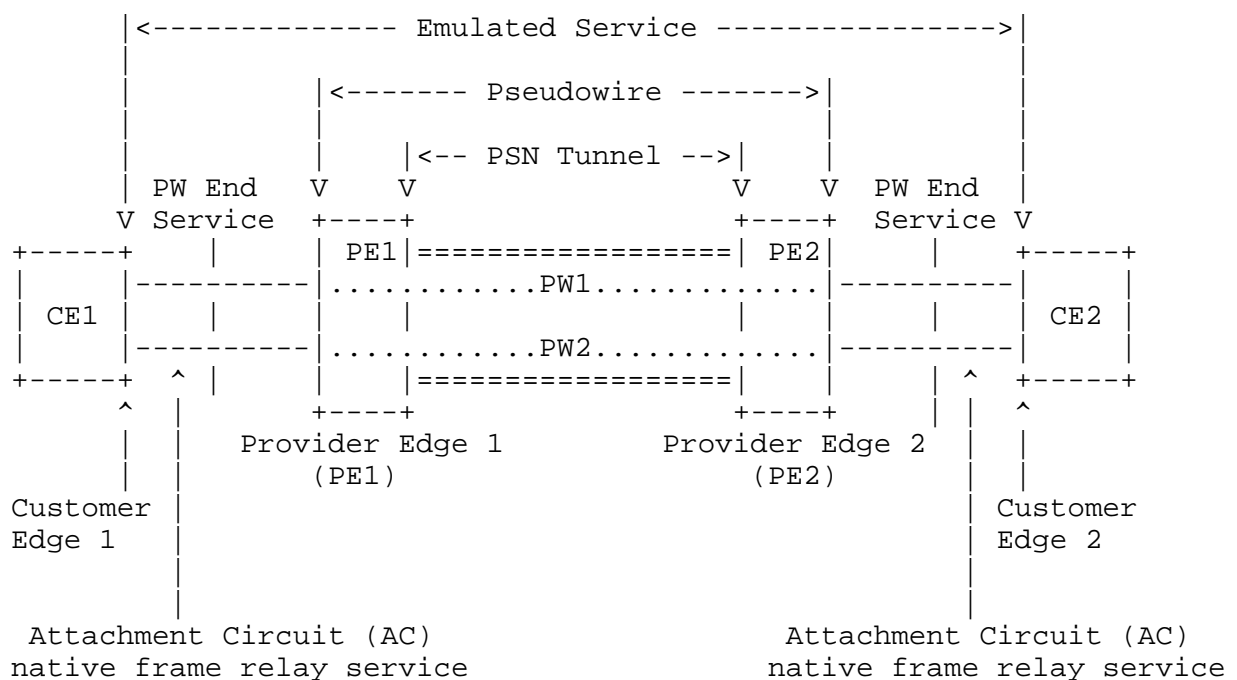 |<-------------- Emulated Service ---------------->|
|<------- Pseudowire ------->|
|<-- PSN Tunnel -->|
PW End V V V V PW End
V Service +----+ +----+ Service V
+-----+ | | PE1|==================| PE2| | +-----+
| |----------|............PW1.............|----------| |
| CE1 | | | | | | | CE2 |
| |----------|............PW2.............|----------| |
+-----+ ^ | | |==================| | | ^ +-----+
^ | +----+ +----+ | | ^
| | Provider Edge 1 Provider Edge 2 | |
| | (PE1) (PE2) | |
Customer | | Customer
Edge 1 | | Edge 2
Attachment Circuit (AC) Attachment Circuit (AC)
native frame relay service native frame relay service